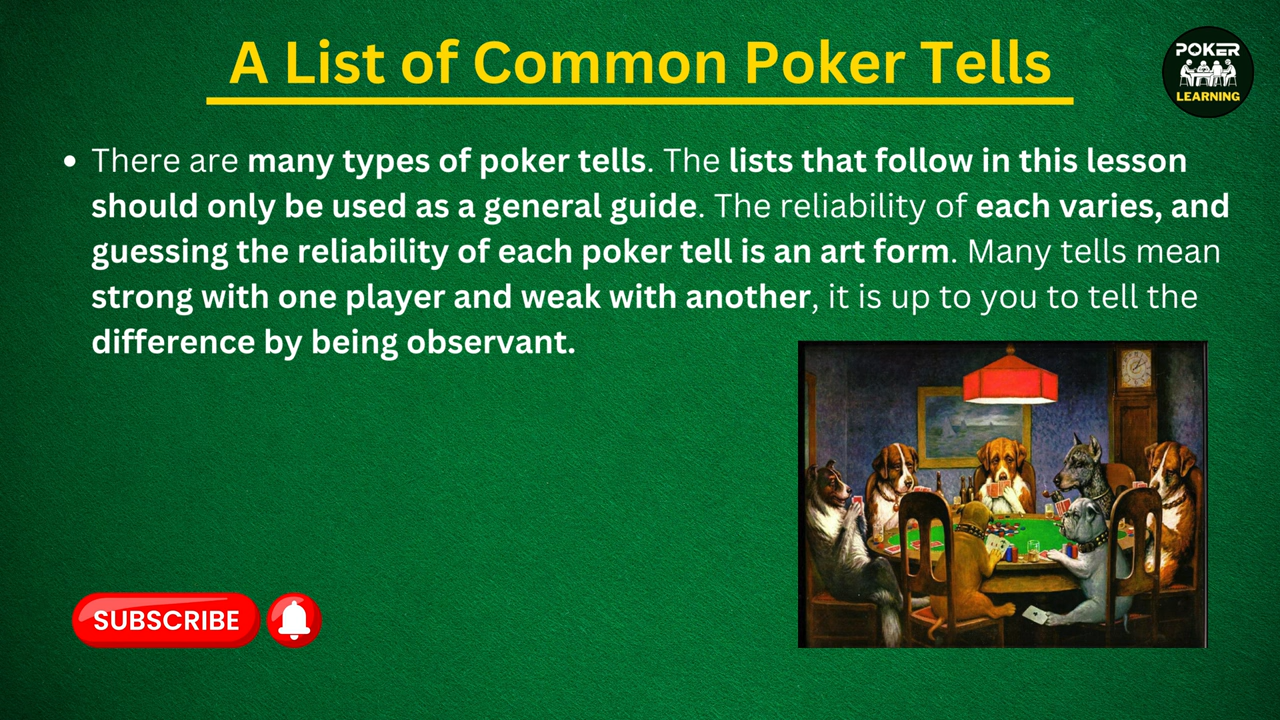 A List of Common Poker Tells
POKER
LEARNING
• There are many types of poker tells. The lists that follow in this lesson
should only be used as a general guide. The reliability of each varies, and
guessing the reliability of each poker tell is an art form. Many tells mean
strong with one player and weak with another, it is up to you to tell the
difference by being observant.
SUBSCRIBE